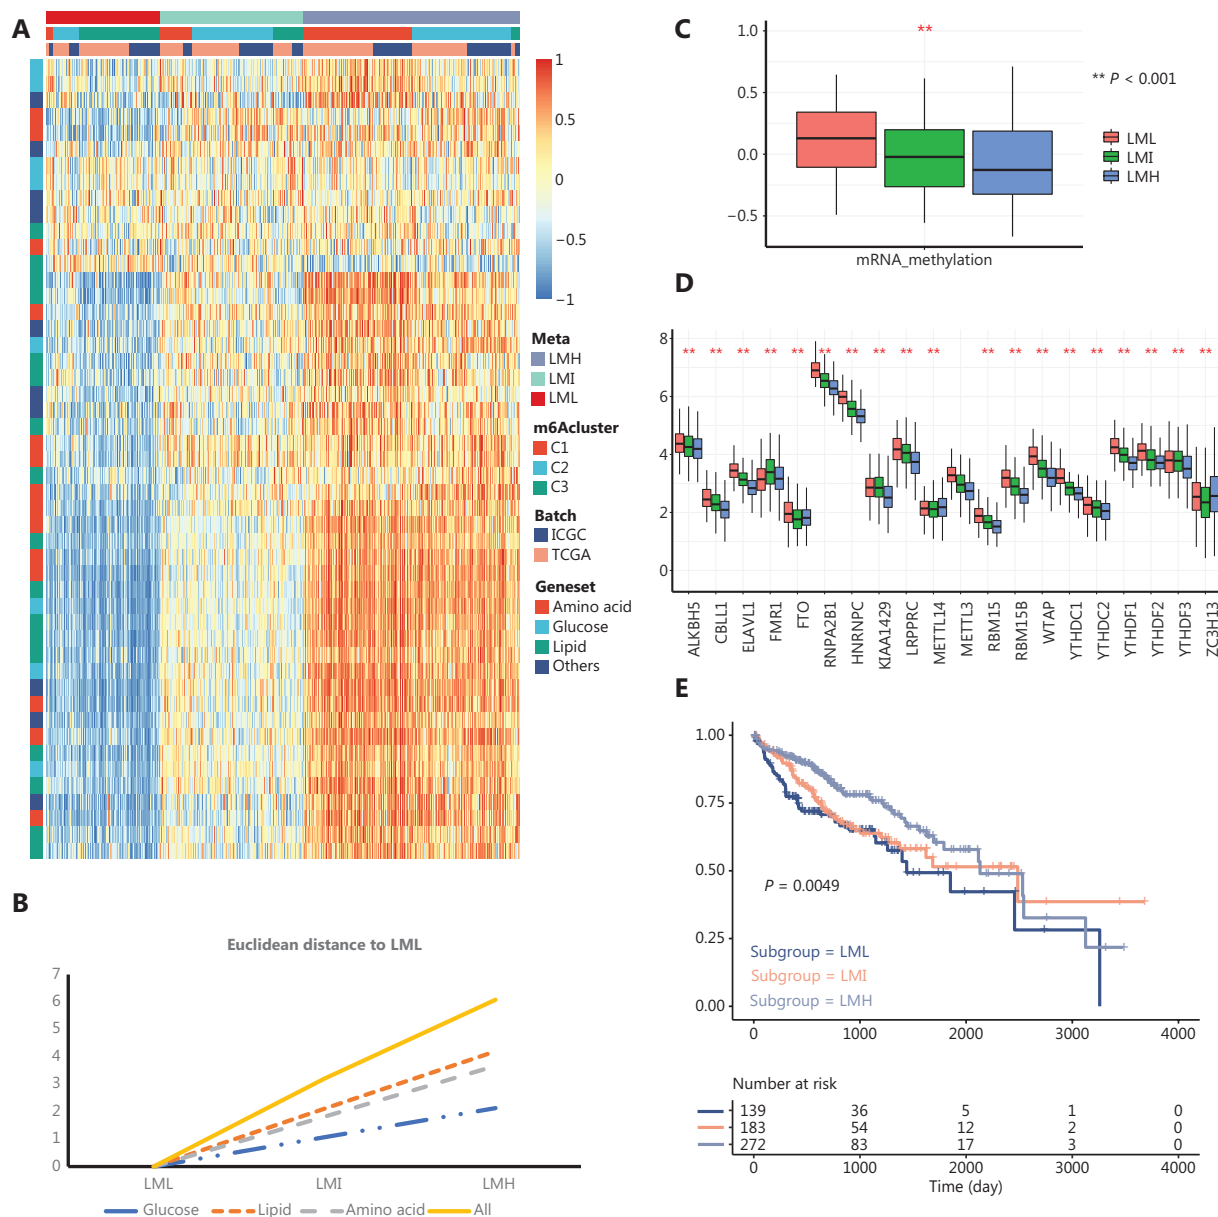 A
1
0.5
0
−0.5
−1
Meta
LMH
LMI
LML
m6Acluster
C1
C2
C3
Batch
ICGC
TCGA
Geneset
Amino acid
Glucose
Lipid
Others
B
Euclidean distance to LML
7
6
5
4
3
2
1
0
LML LMI LMH
Glucose Lipid Amino acid All
C
1.0
0.5
0.0
−0.5
**
mRNA_methylation
** P < 0.001
LML
LMI
LMH
D
8
6
4
2
0
** ** ** ** ** ** ** ** ** ** ** ** ** ** ** ** ** ** **
ALKBH5
CBLL1
ELAVL1
FMR1
FTO
RNPA2B1
HNRNPC
KIAA1429
LRPPRC
METTL14
METTL3
RBM15
RBM15B
WTAP
YTHDC1
YTHDC2
YTHDF1
YTHDF2
YTHDF3
ZC3H13
E
1.00
0.75
0.50
0.25
0.00
P = 0.0049
Subgroup = LML
Subgroup = LMI
Subgroup = LMH
0 1000 2000 3000 4000
Number at risk
139 36 5 1 0
183 54 12 2 0
272 83 17 3 0
0 1000 2000 3000 4000
Time (day)